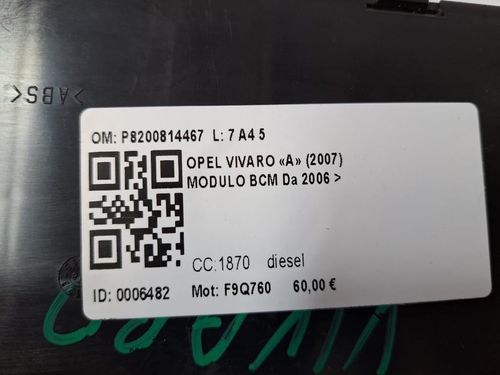 >ABS<
OM: P8200814467 L: 7 A4 5
OPEL VIVARO «A» (2007)
MODULO BCM Da 2006 >
CC:1870 diesel
ID: 0006482 Mot: F9Q760 60,00 €